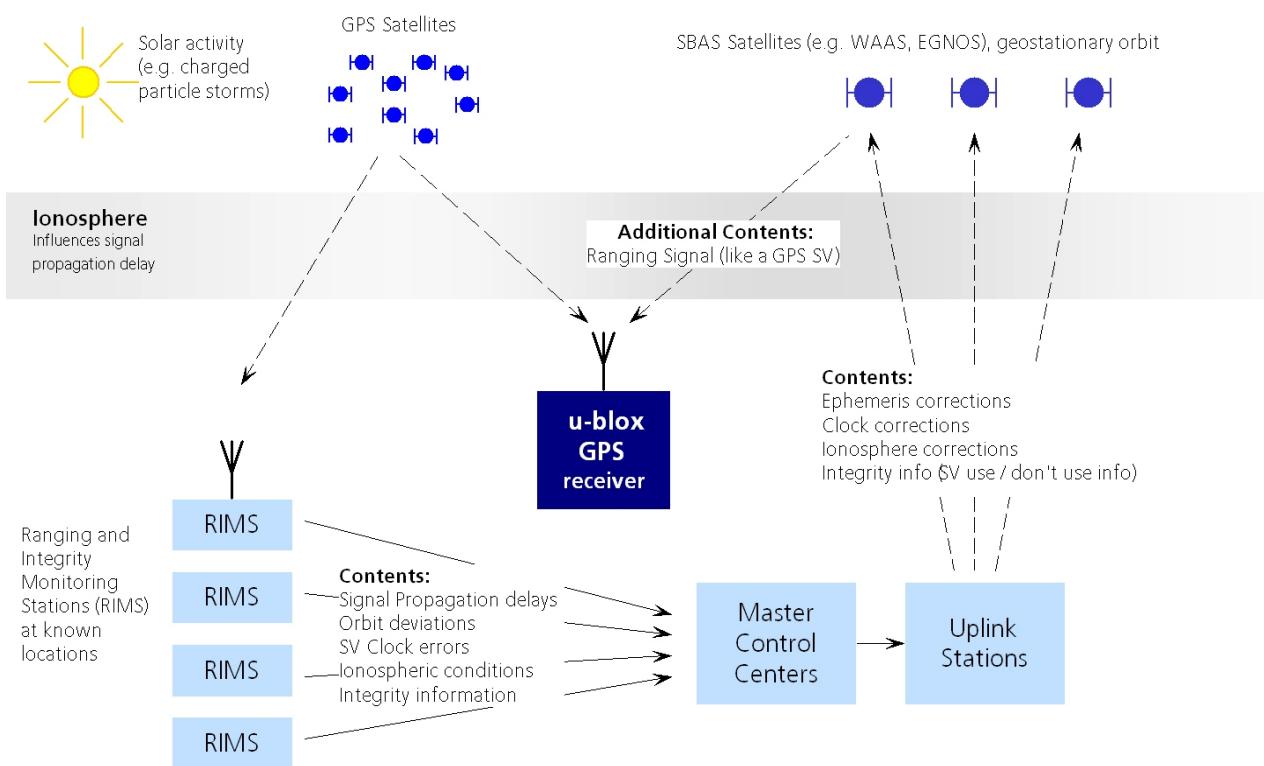 Solar activity
(e.g. charged
particle storms)
GPS Satellites
SBAS Satellites (e.g. WAAS, EGNOS), geostationary orbit
Ionosphere
Influences signal
propagation delay
Additional Contents:
Ranging Signal (like a GPS SV)
u-blox
GPS
receiver
Contents:
Ephemeris corrections
Clock corrections
Ionosphere corrections
Integrity info (SV use / don't use info)
Ranging and
Integrity
Monitoring
Stations (RIMS)
at known
locations
RIMS
RIMS
RIMS
RIMS
Contents:
Signal Propagation delays
Orbit deviations
SV Clock errors
Ionospheric conditions
Integrity information
Master
Control
Centers
Uplink
Stations